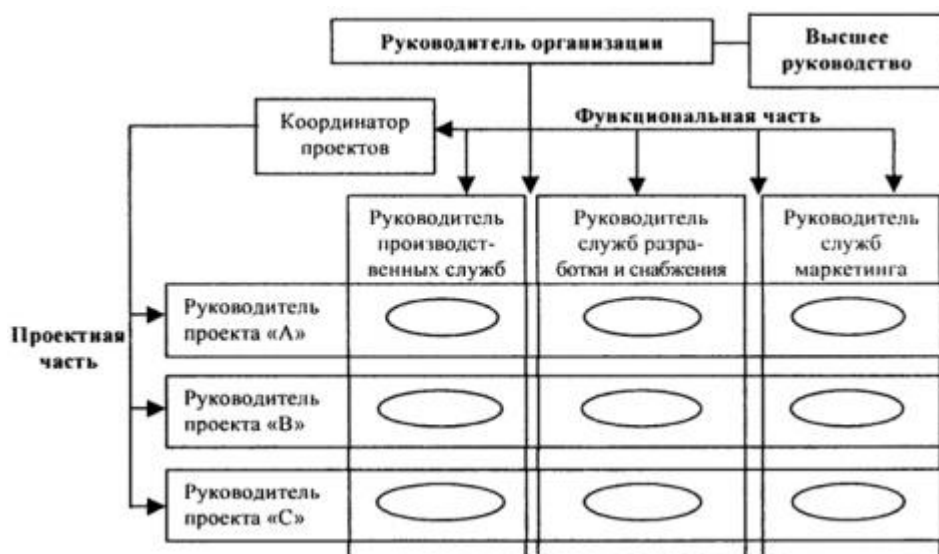 Руководитель организации
Высшее
руководство
Координатор
проектов
Функциональная часть
Руководитель
производст-
венных служб
Руководитель
служб разра-
ботки и снабжения
Руководитель
служб
маркетинга
Проектная
часть
Руководитель
проекта «А»
Руководитель
проекта «В»
Руководитель
проекта «С»